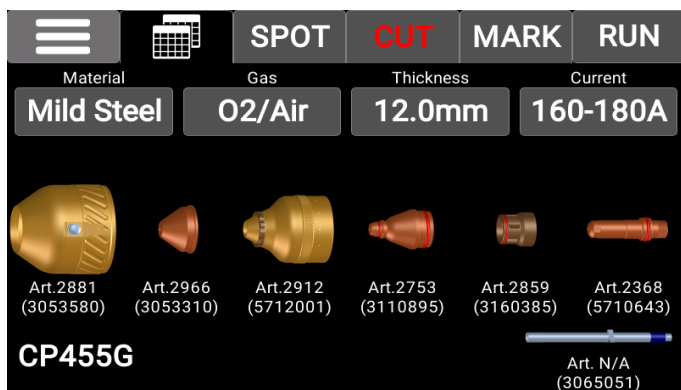 SPOT CUT MARK RUN
Material Gas Thickness Current
Mild Steel O2/Air 12.0mm 160-180A
Art.2881 Art.2966 Art.2912 Art.2753 Art.2859 Art.2368
(3053580) (3053310) (5712001) (3110895) (3160385) (5710643)
CP455G
Art. N/A
(3065051)